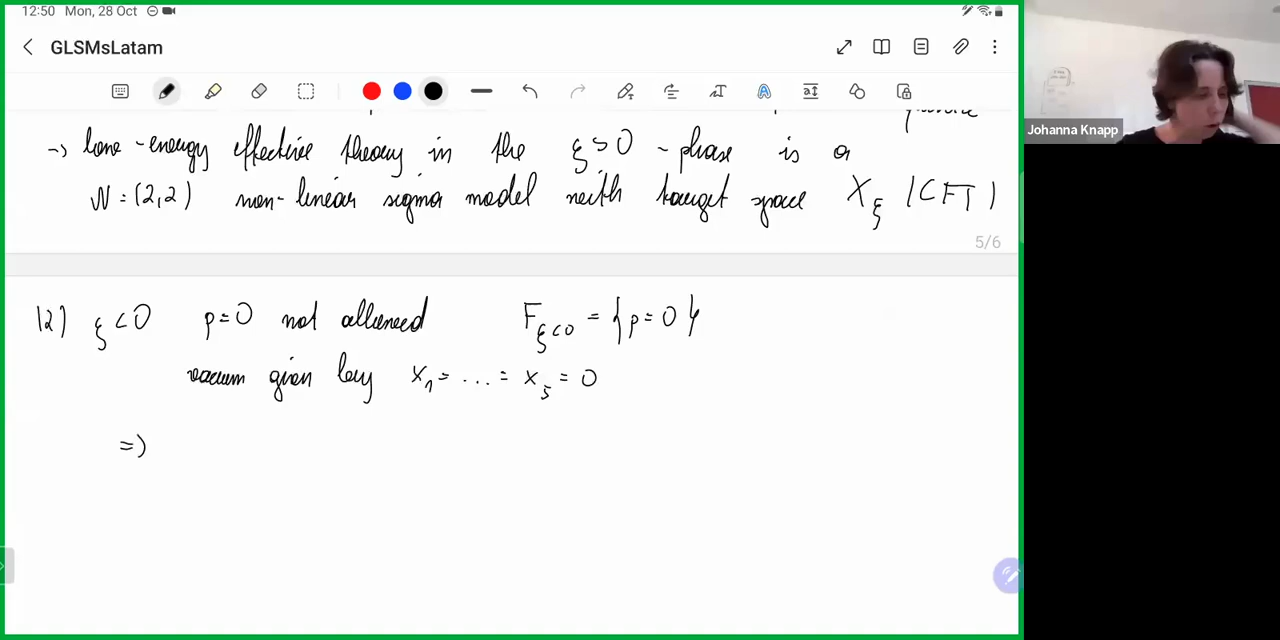 12:50 Mon, 28 Oct
GLSMsLatam
Johanna Knapp
→ low-energy effective theory in the ξ>0 -phase is a
N=(2,2) non-linear sigma model with target space X_ξ (CFT)
5/6
(2) ξ<0 p=0 not allowed F_{ξ<0} = {p=0}
vacuum given by x_1 = ... = x_5 = 0
=>